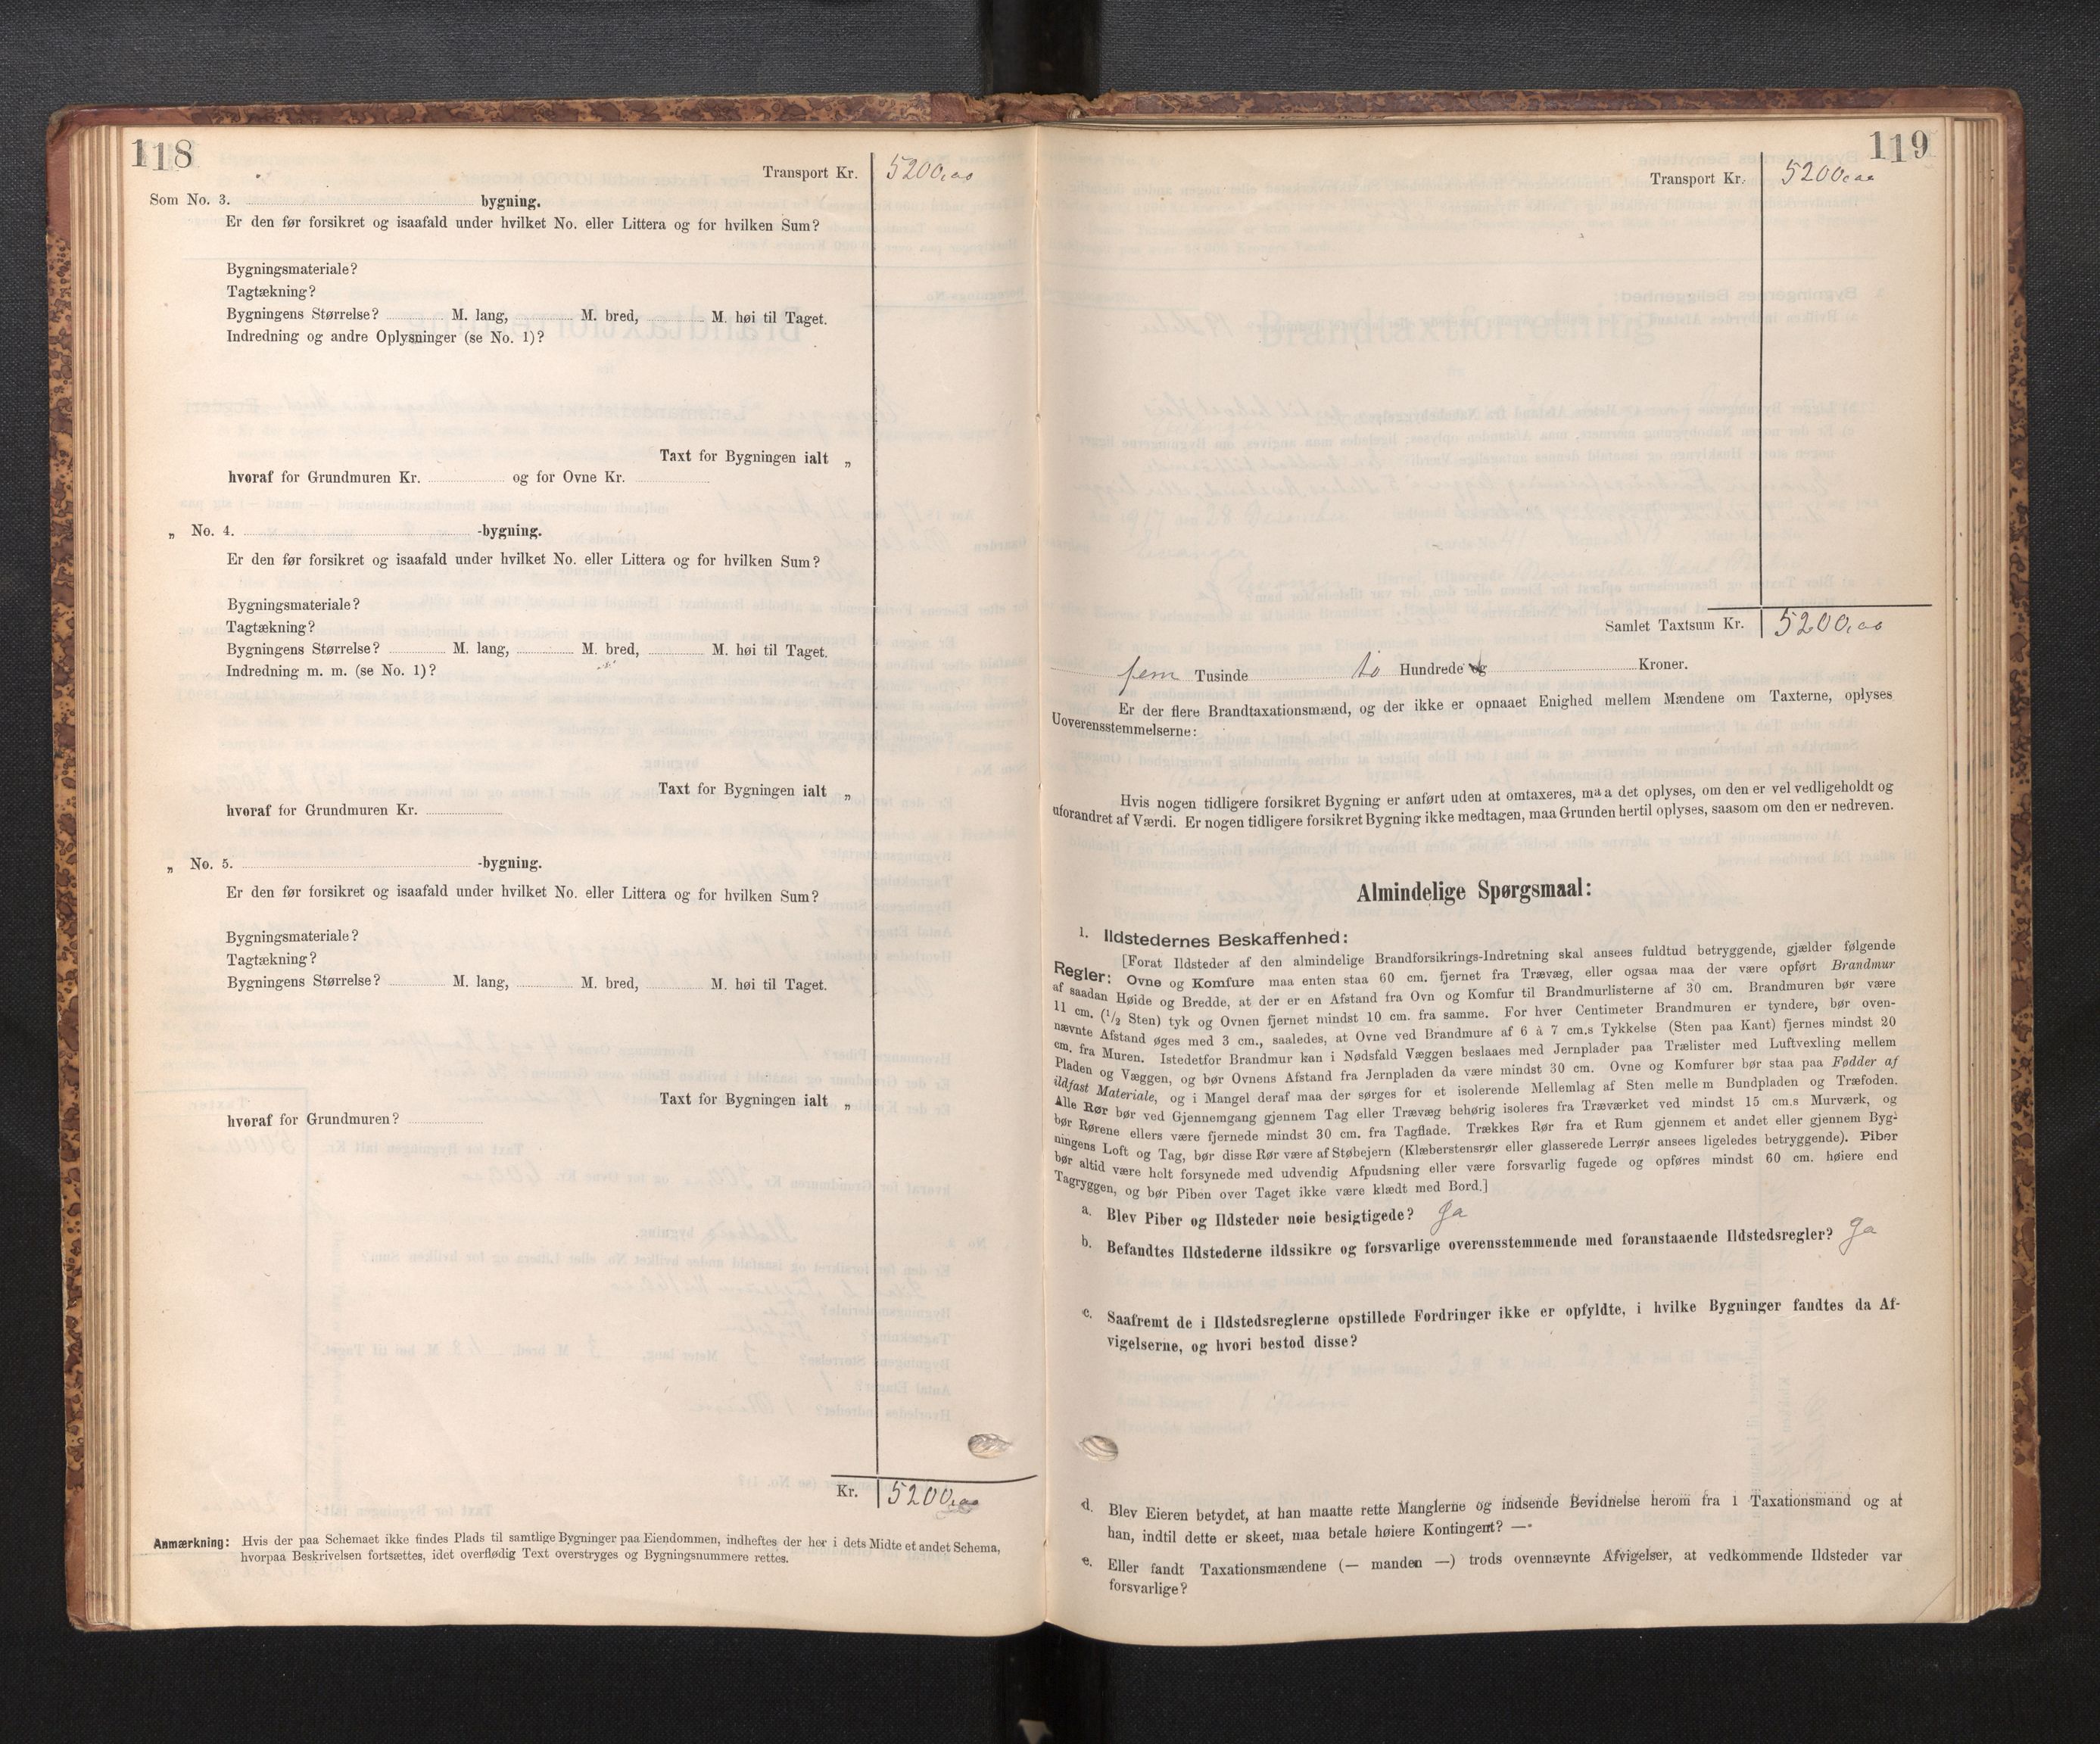 118
Transport Kr. 5200,00
Som No. 3. bygning.
Er den før forsikret og isaafald under hvilket No. eller Littera og for hvilken Sum?
Bygningsmateriale?
Tagtækning?
Bygningens Størrelse? M. lang, M. bred, M. høi til Taget.
Indredning og andre Oplysninger (se No. 1)?
Taxt for Bygningen ialt „
hvoraf for Grundmuren Kr. og for Ovne Kr.
„ No. 4. -bygning.
Er den før forsikret og isaafald under hvilket No. eller Littera og for hvilken Sum?
Bygningsmateriale?
Tagtækning?
Bygningens Størrelse? M. lang, M. bred, M. høi til Taget.
Indredning m. m. (se No. 1)?
Taxt for Bygningen ialt „
hvoraf for Grundmuren Kr.
„ No. 5. -bygning.
Er den før forsikret og isaafald under hvilket No. eller Littera og for hvilken Sum?
Bygningsmateriale?
Tagtækning?
Bygningens Størrelse? M. lang, M. bred, M. høi til Taget.
Taxt for Bygningen ialt „
hvoraf for Grundmuren?
Kr. 5200,00
Anmærkning: Hvis der paa Schemaet ikke findes Plads til samtlige Bygninger paa Eiendommen, indheftes der her i dets Midte et andet Schema,
hvorpaa Beskrivelsen fortsættes, idet overflødig Text overstryges og Bygningsnummere rettes.
119
Transport Kr. 5200,00
Samlet Taxtsum Kr. 5200,00
fem Tusinde to Hundrede og Kroner.
Er der flere Brandtaxationsmænd, og der ikke er opnaaet Enighed mellem Mændene om Taxterne, oplyses
Uoverensstemmelserne:
Hvis nogen tidligere forsikret Bygning er anført uden at omtaxeres, maa det oplyses, om den er vel vedligeholdt og
uforandret af Værdi. Er nogen tidligere forsikret Bygning ikke medtagen, maa Grunden hertil oplyses, saasom om den er nedreven.
Almindelige Spørgsmaal:
1. Ildstedernes Beskaffenhed:
[Forat Ildsteder af den almindelige Brandforsikrings-Indretning skal ansees fuldtud betryggende, gjælder følgende
Regler: Ovne og Komfure maa enten staa 60 cm. fjernet fra Trævæg, eller ogsaa maa der være opført Brandmur
af saadan Høide og Bredde, at der er en Afstand fra Ovn og Komfur til Brandmurlisterne af 30 cm. Brandmuren bør være
11 cm. (1/2 Sten) tyk og Ovnen fjernet mindst 10 cm. fra samme. For hver Centimeter Brandmuren er tyndere, bør oven-
nævnte Afstand øges med 3 cm., saaledes, at Ovne ved Brandmure af 6 à 7 cm.s Tykkelse (Sten paa Kant) fjernes mindst 20
cm. fra Muren. Istedetfor Brandmur kan i Nødsfald Væggen beslaaes med Jernplader paa Trælister med Luftvexling mellem
Pladen og Væggen, og bør Ovnens Afstand fra Jernpladen da være mindst 30 cm. Ovne og Komfurer bør staa paa Fødder af
ildfast Materiale, og i Mangel deraf maa der sørges for et isolerende Mellemlag af Sten mellem Bundpladen og Træfoden.
Alle Rør bør ved Gjennemgang gjennem Tag eller Trævæg behørig isoleres fra Træværket ved mindst 15 cm.s Murværk, og
bør Rørene ellers være fjernede mindst 30 cm. fra Tagflade. Trækkes Rør fra et Rum gjennem et andet eller gjennem Byg-
ningens Loft og Tag, bør disse Rør være af Støbejern (Klæberstensrør eller glasserede Lerrør ansees ligeledes betryggende). Piber
bør altid være helt forsynede med udvendig Afpudsning eller være forsvarlig fugede og opføres mindst 60 cm. høiere end
Tagryggen, og bør Piben over Taget ikke være klædt med Bord.]
a. Blev Piber og Ildsteder nøie besigtigede? Ja
b. Befandtes Ildstederne ildssikre og forsvarlige overensstemmende med foranstaaende Ildstedsregler? Ja
c. Saafremt de i Ildstedsreglerne opstillede Fordringer ikke er opfyldte, i hvilke Bygninger fandtes da Af-
vigelserne, og hvori bestod disse?
d. Blev Eieren betydet, at han maatte rette Manglerne og indsende Bevidnelse herom fra 1 Taxationsmand og at
han, indtil dette er skeet, maa betale høiere Kontingent? —
e. Eller fandt Taxationsmændene (— manden —) trods ovennævnte Afvigelser, at vedkommende Ildsteder var
forsvarlige?